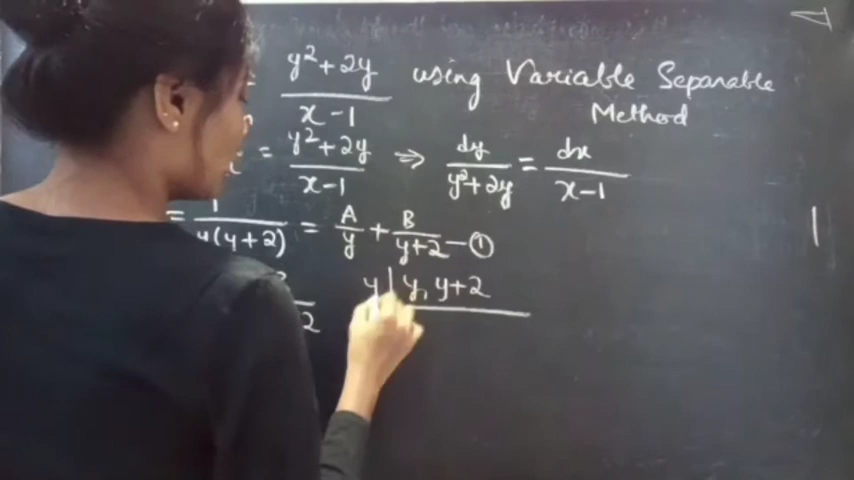 = y²+2y / x-1 using Variable Separable
Method
= y²+2y / x-1 ⇒ dy / y²+2y = dx / x-1
= 1 / y(y+2) = A/y + B/y+2 - ①
y | y, y+2
2